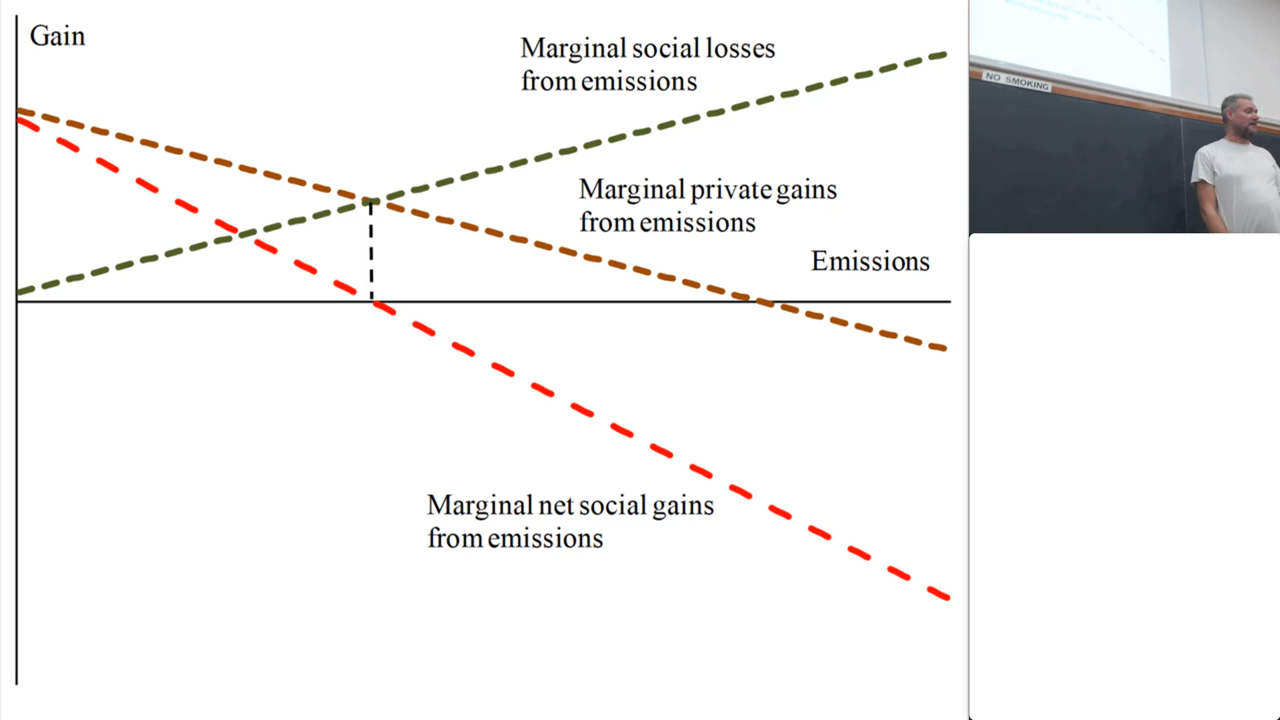 Gain
Marginal social losses
from emissions
Marginal private gains
from emissions
Emissions
Marginal net social gains
from emissions
NO SMOKING